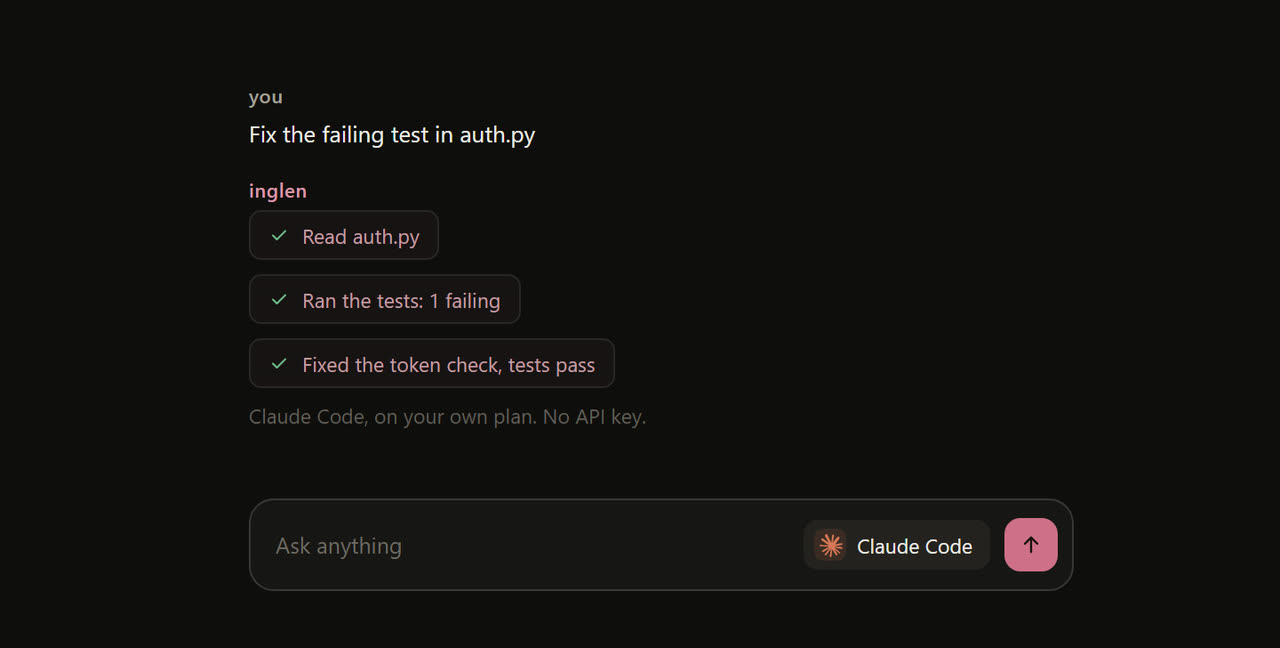 you
Fix the failing test in auth.py
inglen
Read auth.py
Ran the tests: 1 failing
Fixed the token check, tests pass
Claude Code, on your own plan. No API key.
Ask anything
Claude Code